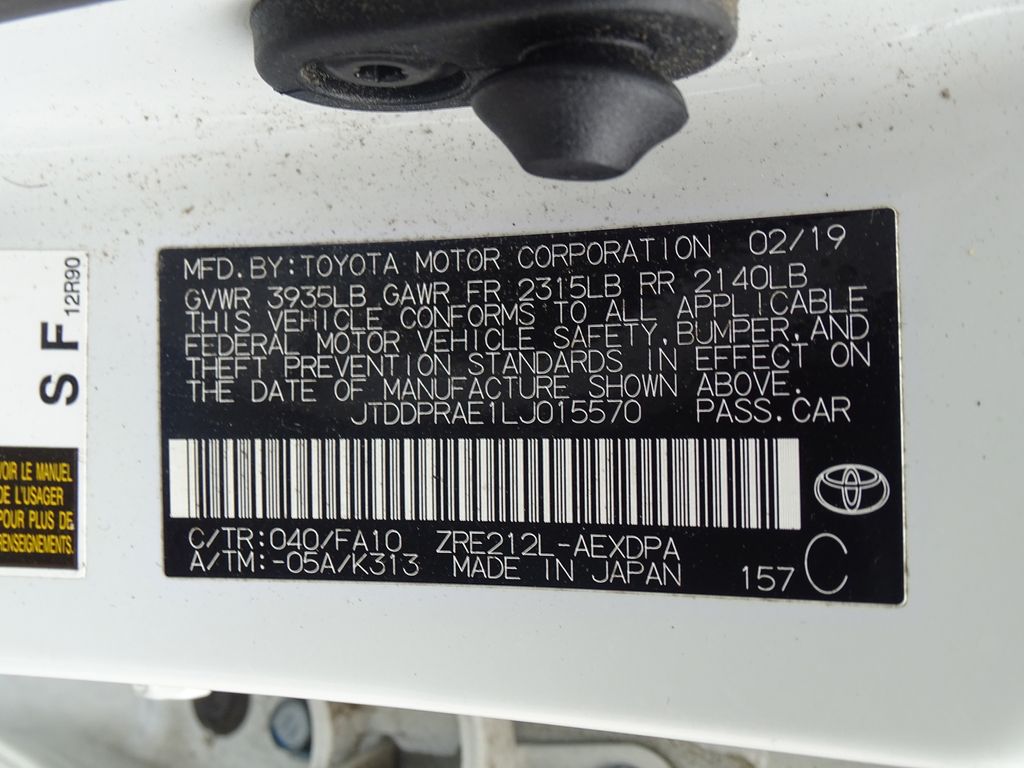 MFD.BY:TOYOTA MOTOR CORPORATION 02/19
GVWR 3935LB GAWR FR 2315LB RR 2140LB
THIS VEHICLE CONFORMS TO ALL APPLICABLE
FEDERAL MOTOR VEHICLE SAFETY,BUMPER,AND
THEFT PREVENTION STANDARDS IN EFFECT ON
THE DATE OF MANUFACTURE SHOWN ABOVE.
JTDDPRAE1LJ015570 PASS.CAR
C/TR:040/FA10 ZRE212L-AEXDPA
A/TM:-05A/K313 MADE IN JAPAN 157 C
S F 12R90
VOIR LE MANUEL
DE L'USAGER
POUR PLUS DE
RENSEIGNEMENTS.